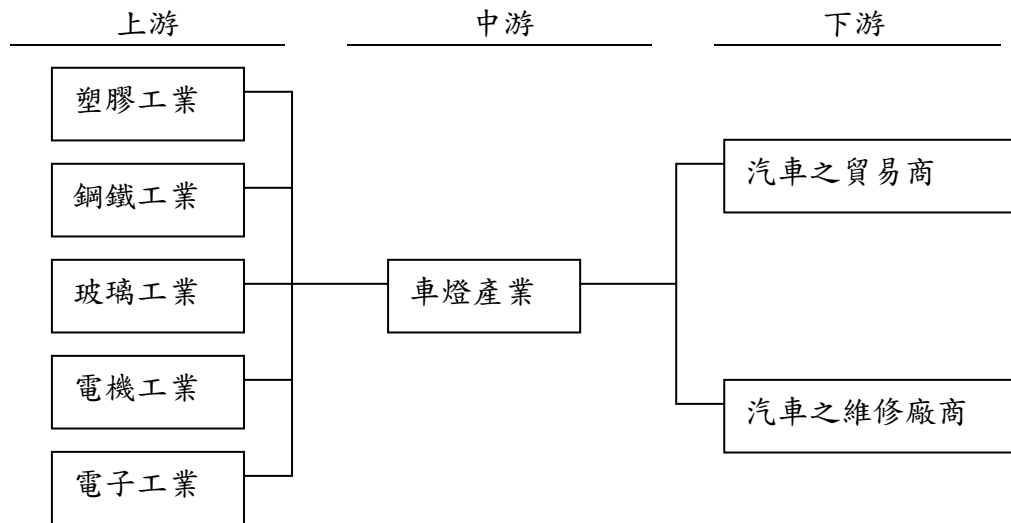 上游
中游
下游
塑膠工業
鋼鐵工業
玻璃工業
電機工業
電子工業
車燈產業
汽車之貿易商
汽車之維修廠商